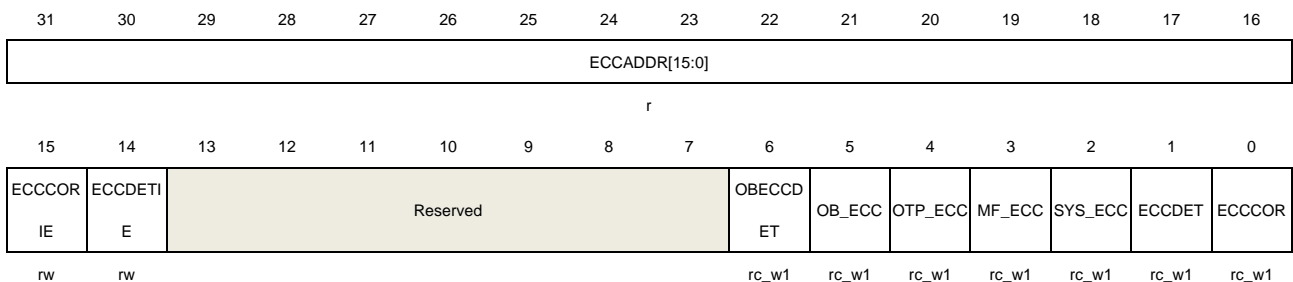 31 30 29 28 27 26 25 24 23 22 21 20 19 18 17 16
ECCADDR[15:0]
r
15 14 13 12 11 10 9 8 7 6 5 4 3 2 1 0
ECCCOR ECCDETI OBECCD
Reserved OB_ECC OTP_ECC MF_ECC SYS_ECC ECCDET ECCCOR
IE E ET
rw rw rc_w1 rc_w1 rc_w1 rc_w1 rc_w1 rc_w1 rc_w1